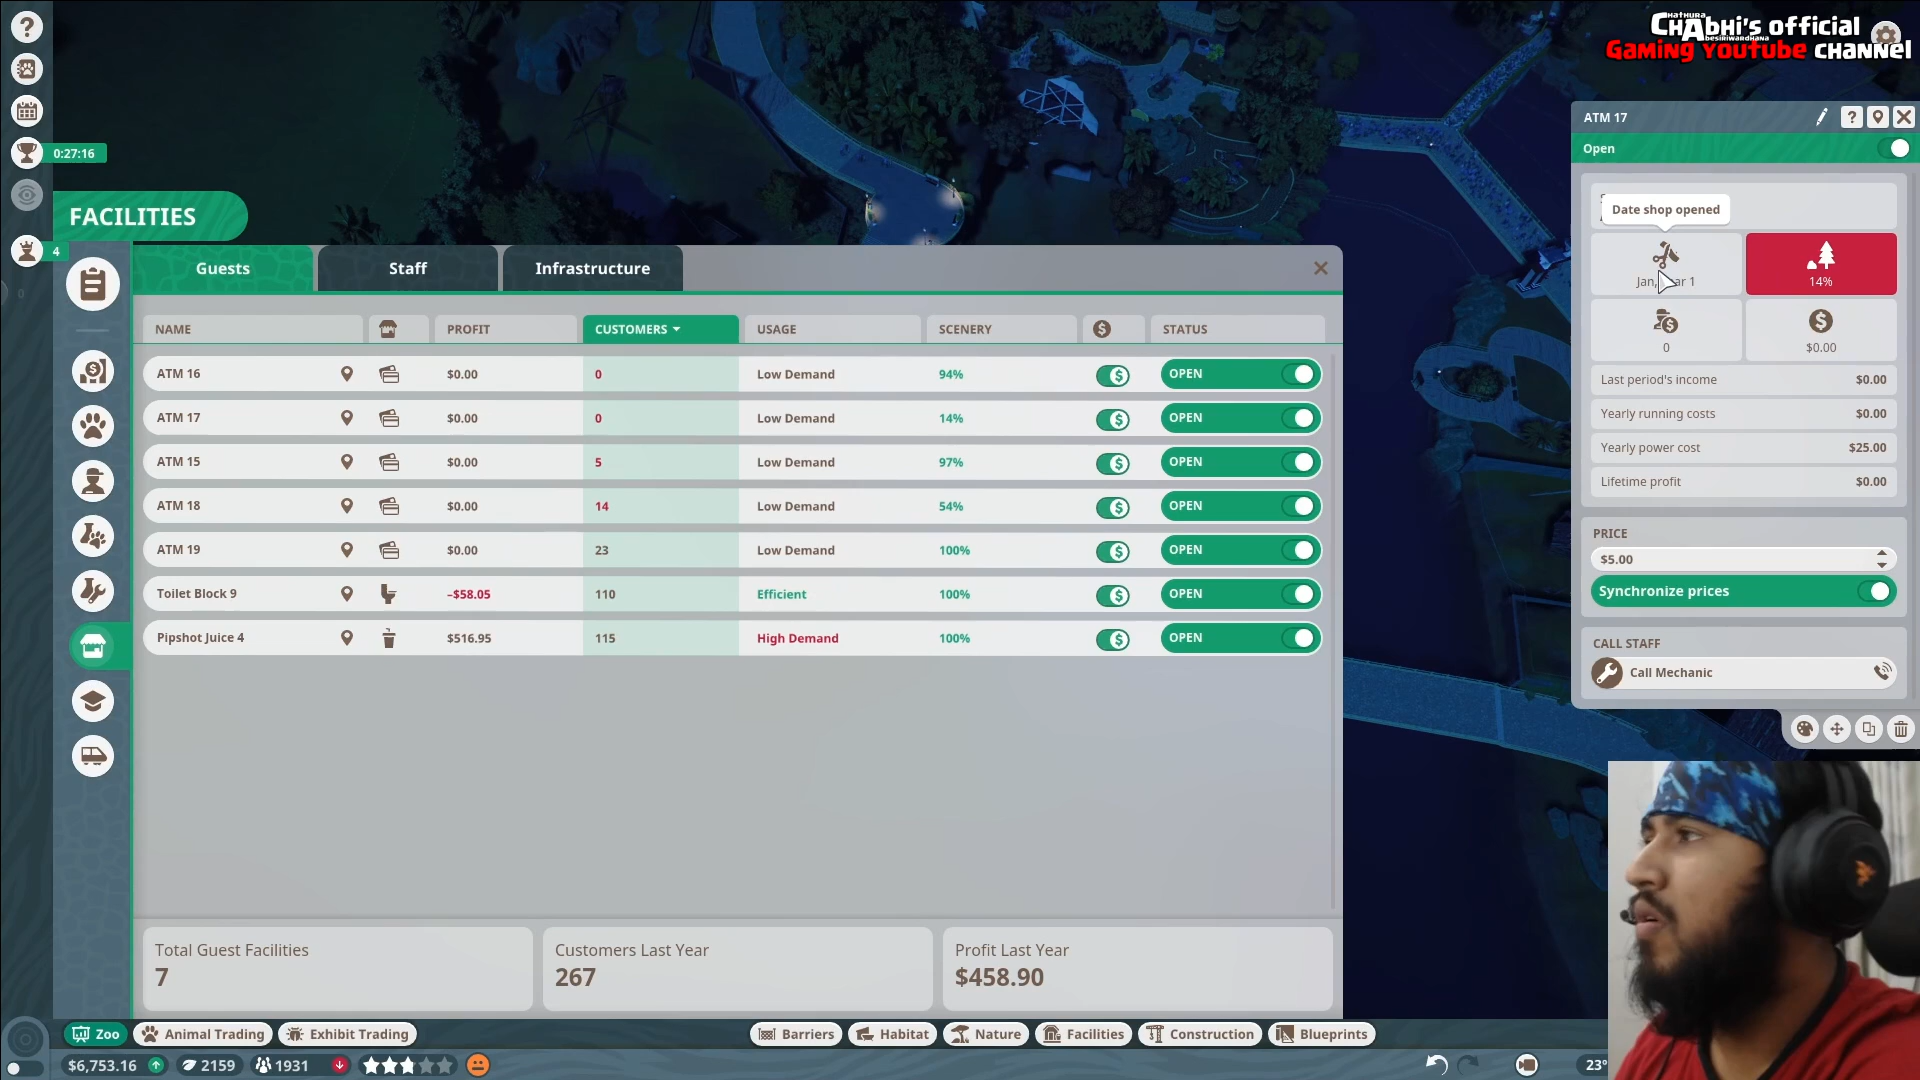 HATHURA
CHAbhi's official
BESIRIWARDHANA
Gaming YouTube channel
0:27:16
4
0
FACILITIES
Guests
Staff
Infrastructure
NAME
PROFIT
CUSTOMERS
USAGE
SCENERY
STATUS
ATM 16 $0.00 0 Low Demand 94% OPEN
ATM 17 $0.00 0 Low Demand 14% OPEN
ATM 15 $0.00 5 Low Demand 97% OPEN
ATM 18 $0.00 14 Low Demand 54% OPEN
ATM 19 $0.00 23 Low Demand 100% OPEN
Toilet Block 9 -$58.05 110 Efficient 100% OPEN
Pipshot Juice 4 $516.95 115 High Demand 100% OPEN
Total Guest Facilities
7
Customers Last Year
267
Profit Last Year
$458.90
ATM 17
Open
Date shop opened
14%
0
$0.00
Last period's income $0.00
Yearly running costs $0.00
Yearly power cost $25.00
Lifetime profit $0.00
PRICE
$5.00
Synchronize prices
CALL STAFF
Call Mechanic
Zoo
Animal Trading
Exhibit Trading
Barriers
Habitat
Nature
Facilities
Construction
Blueprints
$6,753.16
2159
1931
23°